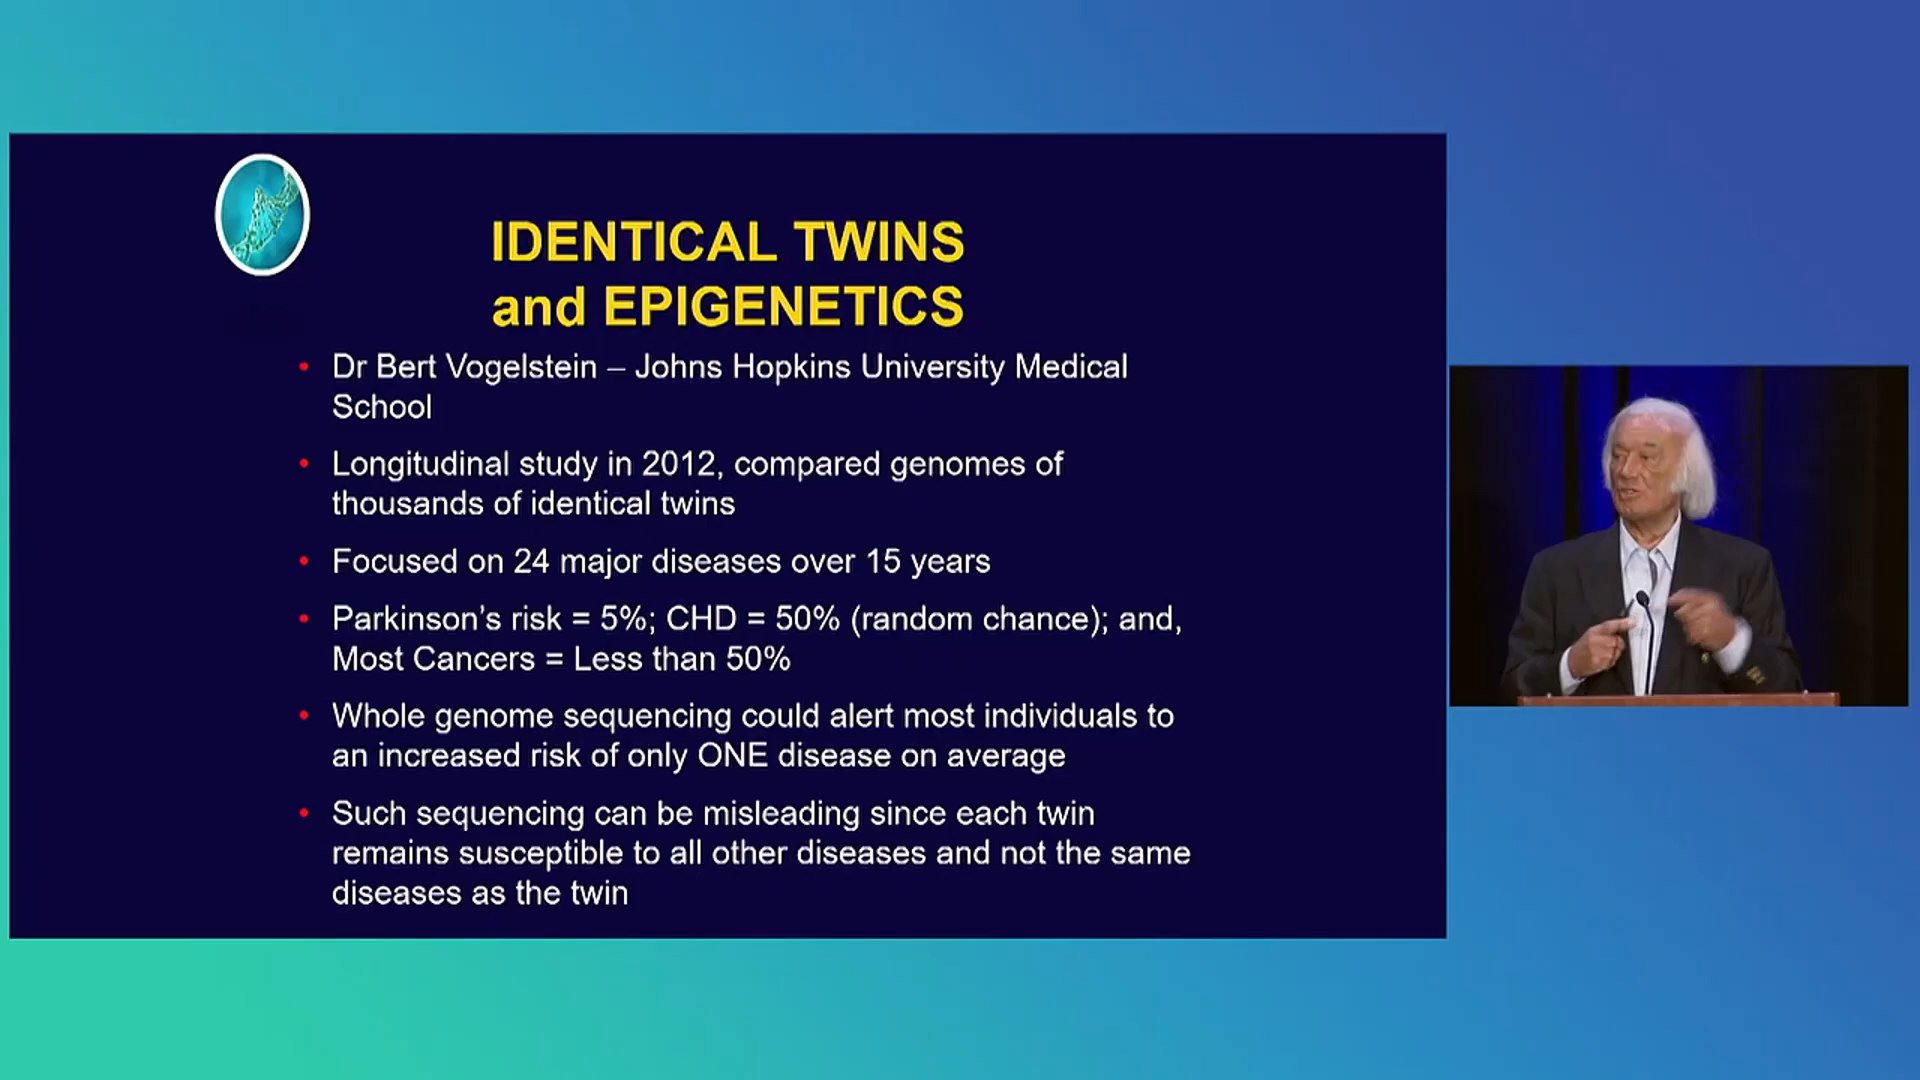 IDENTICAL TWINS
and EPIGENETICS
• Dr Bert Vogelstein – Johns Hopkins University Medical
School
• Longitudinal study in 2012, compared genomes of
thousands of identical twins
• Focused on 24 major diseases over 15 years
• Parkinson’s risk = 5%; CHD = 50% (random chance); and,
Most Cancers = Less than 50%
• Whole genome sequencing could alert most individuals to
an increased risk of only ONE disease on average
• Such sequencing can be misleading since each twin
remains susceptible to all other diseases and not the same
diseases as the twin